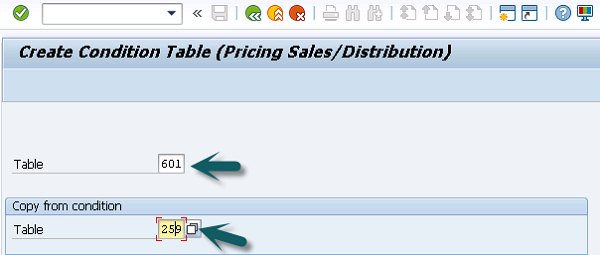 Create Condition Table (Pricing Sales/Distribution)
Table 601
Copy from condition
Table 259